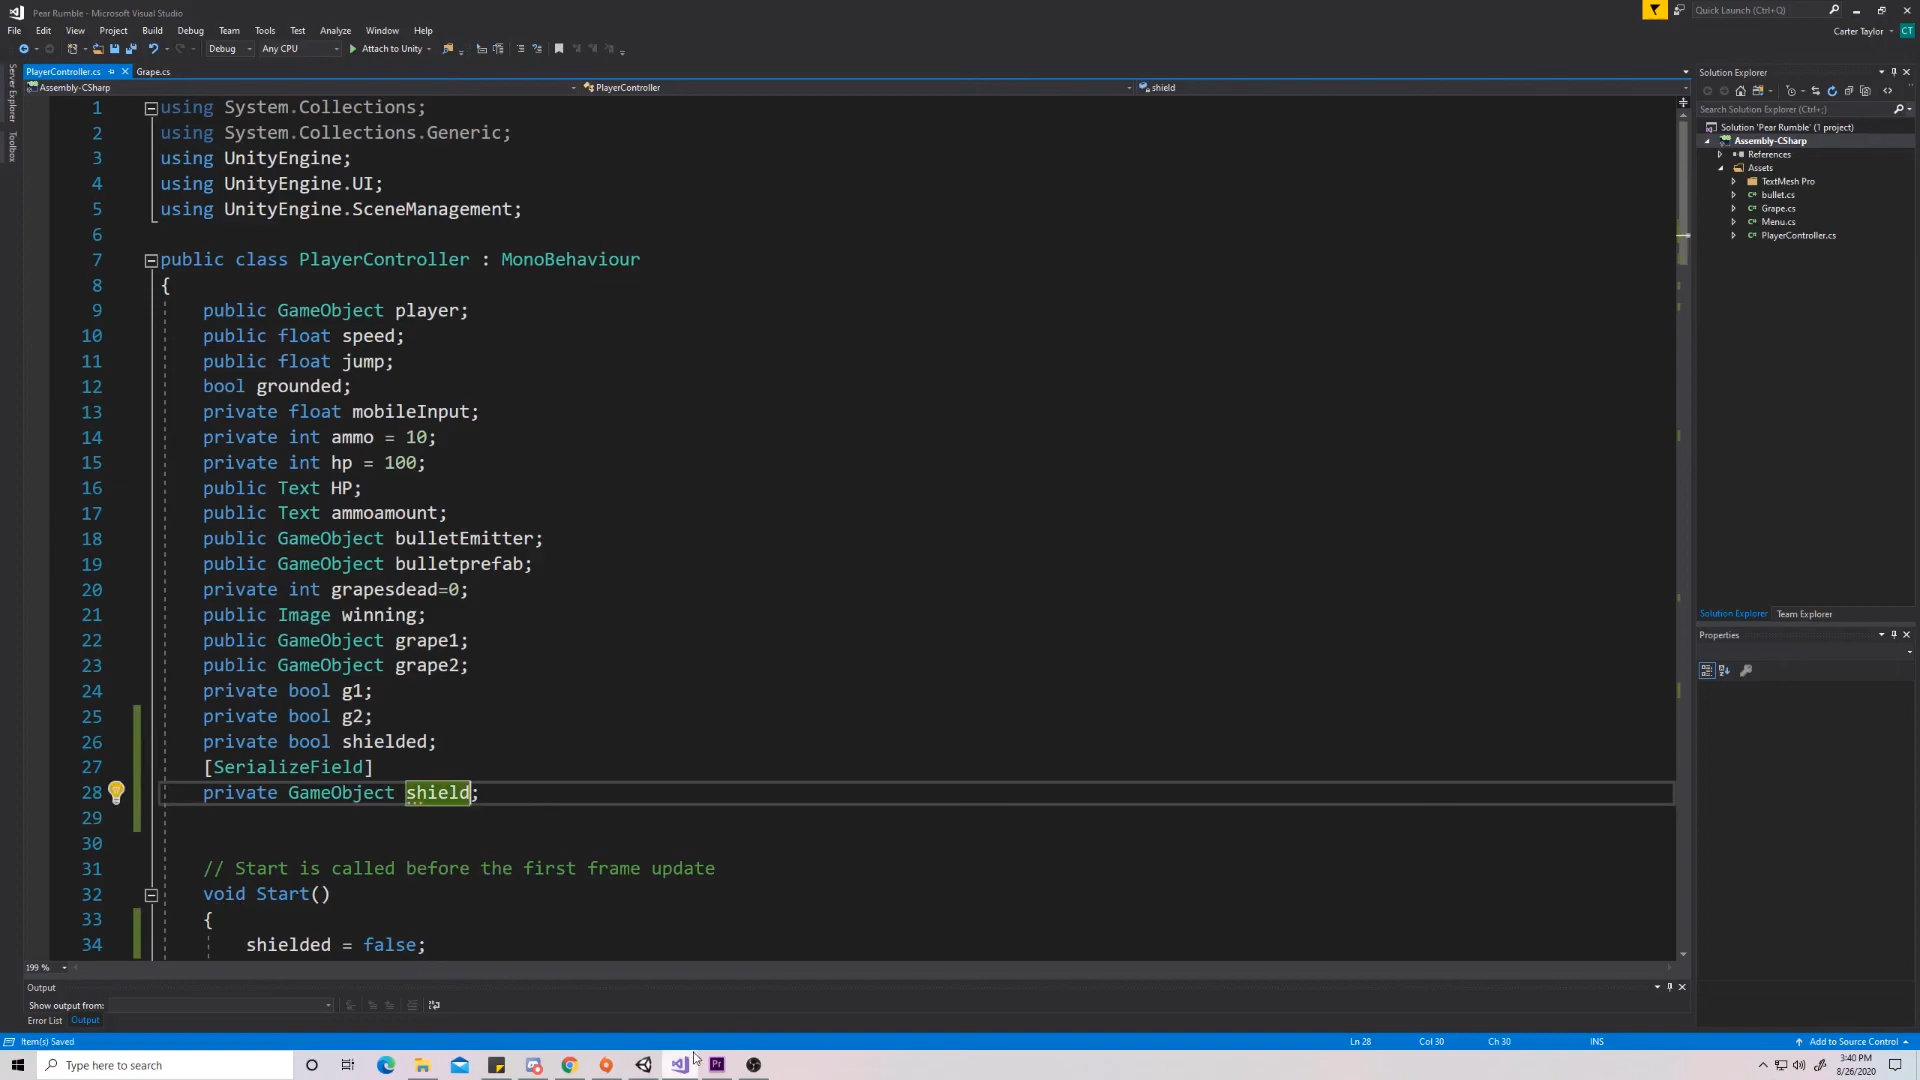 Pear Rumble - Microsoft Visual Studio
Quick Launch (Ctrl+Q)
File Edit View Project Build Debug Team Tools Test Analyze Window Help
Carter Taylor CT
Debug Any CPU Attach to Unity
Server Explorer
Toolbox
PlayerController.cs Grape.cs
Assembly-CSharp PlayerController shield
1 using System.Collections;
2 using System.Collections.Generic;
3 using UnityEngine;
4 using UnityEngine.UI;
5 using UnityEngine.SceneManagement;
6
7 public class PlayerController : MonoBehaviour
8 {
9 public GameObject player;
10 public float speed;
11 public float jump;
12 bool grounded;
13 private float mobileInput;
14 private int ammo = 10;
15 private int hp = 100;
16 public Text HP;
17 public Text ammoamount;
18 public GameObject bulletEmitter;
19 public GameObject bulletprefab;
20 private int grapesdead=0;
21 public Image winning;
22 public GameObject grape1;
23 public GameObject grape2;
24 private bool g1;
25 private bool g2;
26 private bool shielded;
27 [SerializeField]
28 private GameObject shield;
29
30
31 // Start is called before the first frame update
32 void Start()
33 {
34 shielded = false;
199 %
Output
Show output from:
Error List Output
Solution Explorer
Search Solution Explorer (Ctrl+;)
Solution 'Pear Rumble' (1 project)
Assembly-CSharp
References
Assets
TextMesh Pro
bullet.cs
Grape.cs
Menu.cs
PlayerController.cs
Solution Explorer Team Explorer
Properties
Item(s) Saved Ln 28 Col 30 Ch 30 INS Add to Source Control
Type here to search
Pr
3:40 PM
8/26/2020